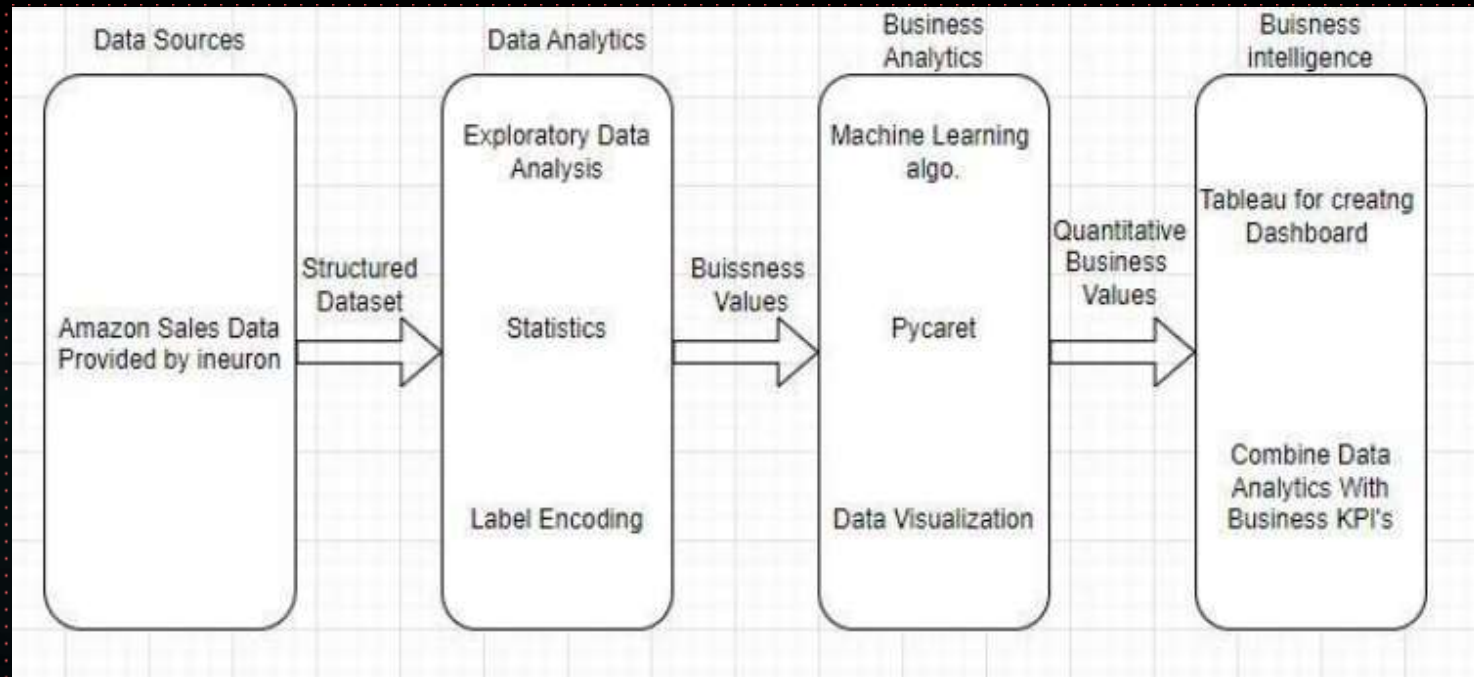 Data Sources
Amazon Sales Data
Provided by ineuron
Structured
Dataset
Data Analytics
Exploratory Data
Analysis
Statistics
Label Encoding
Buissness
Values
Business
Analytics
Machine Learning
algo.
Pycaret
Data Visualization
Quantitative
Business
Values
Buisness
intelligence
Tableau for creatng
Dashboard
Combine Data
Analytics With
Business KPI's